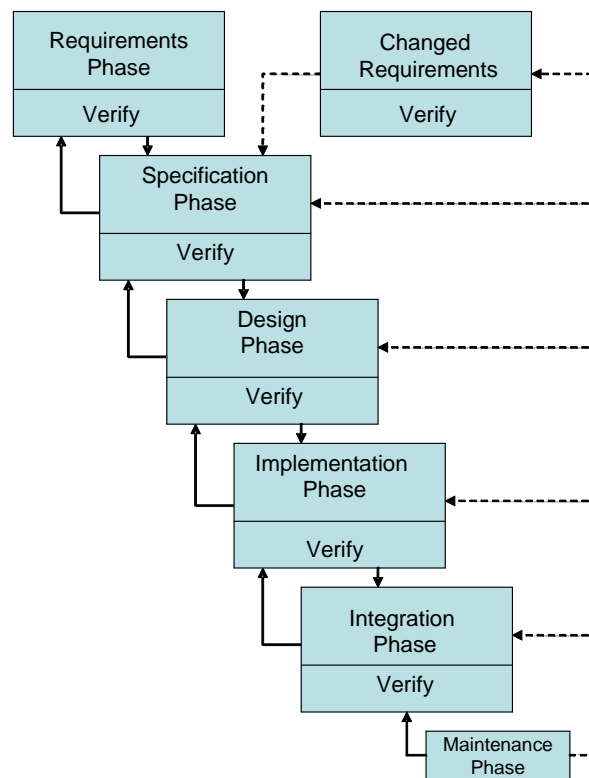 Requirements
Phase
Verify
Changed
Requirements
Verify
Specification
Phase
Verify
Design
Phase
Verify
Implementation
Phase
Verify
Integration
Phase
Verify
Maintenance
Phase